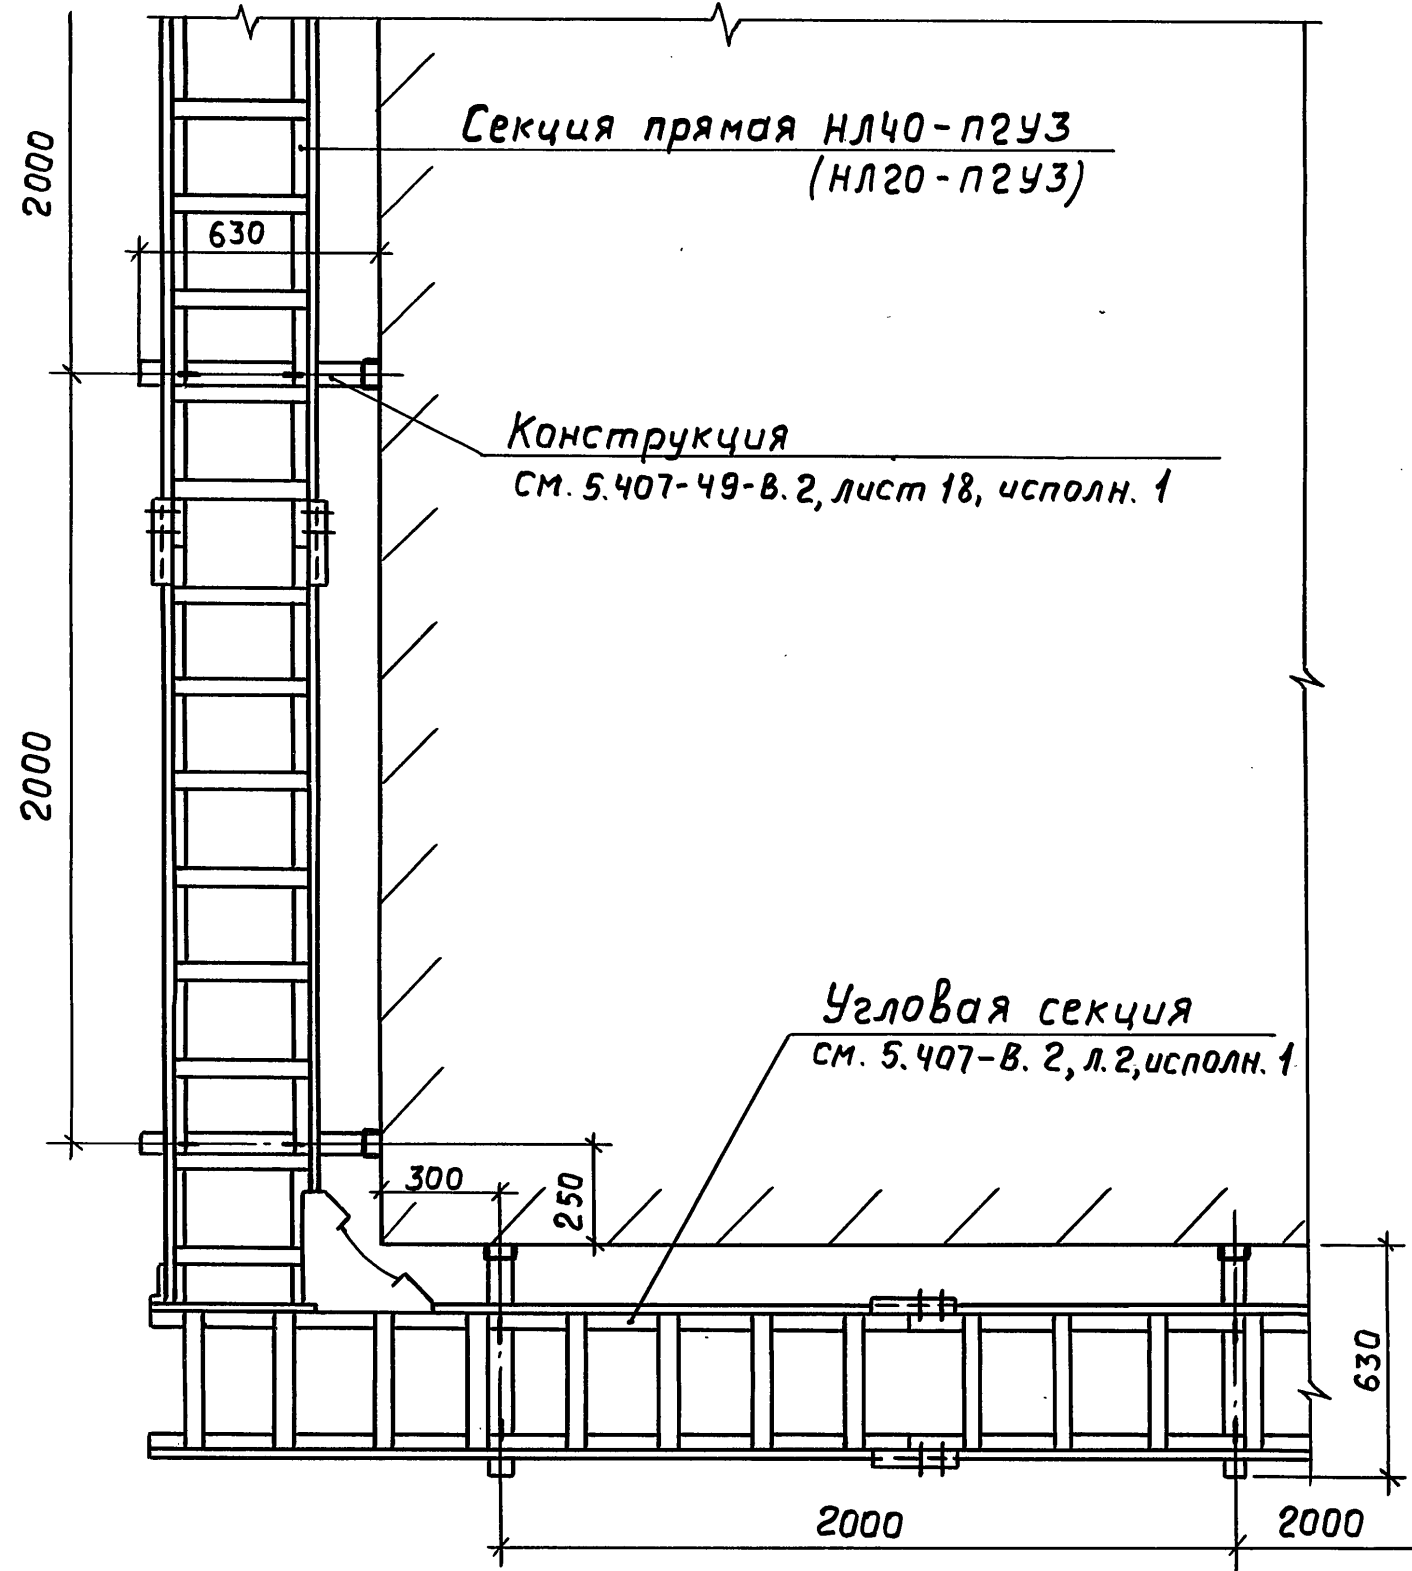 2000
Секция прямая НЛ40-П2У3
(НЛ20-П2У3)
630
Конструкция
см. 5.407-49-В.2, лист 18, исполн. 1
2000
Угловая секция
см. 5.407-В. 2, л. 2, исполн. 1
300
250
630
2000
2000